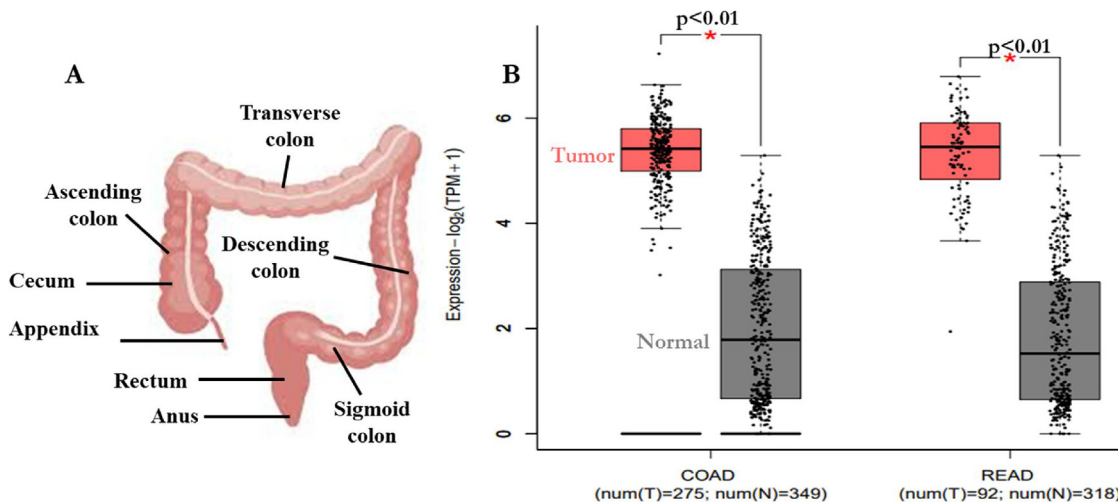 A
Transverse
colon
Ascending
colon
Descending
colon
Cecum
Appendix
Rectum
Anus
Sigmoid
colon
B
p<0.01
*
p<0.01
*
Expression−log₂(TPM+1)
6
4
2
0
Tumor
Normal
COAD
(num(T)=275; num(N)=349)
READ
(num(T)=92; num(N)=318)